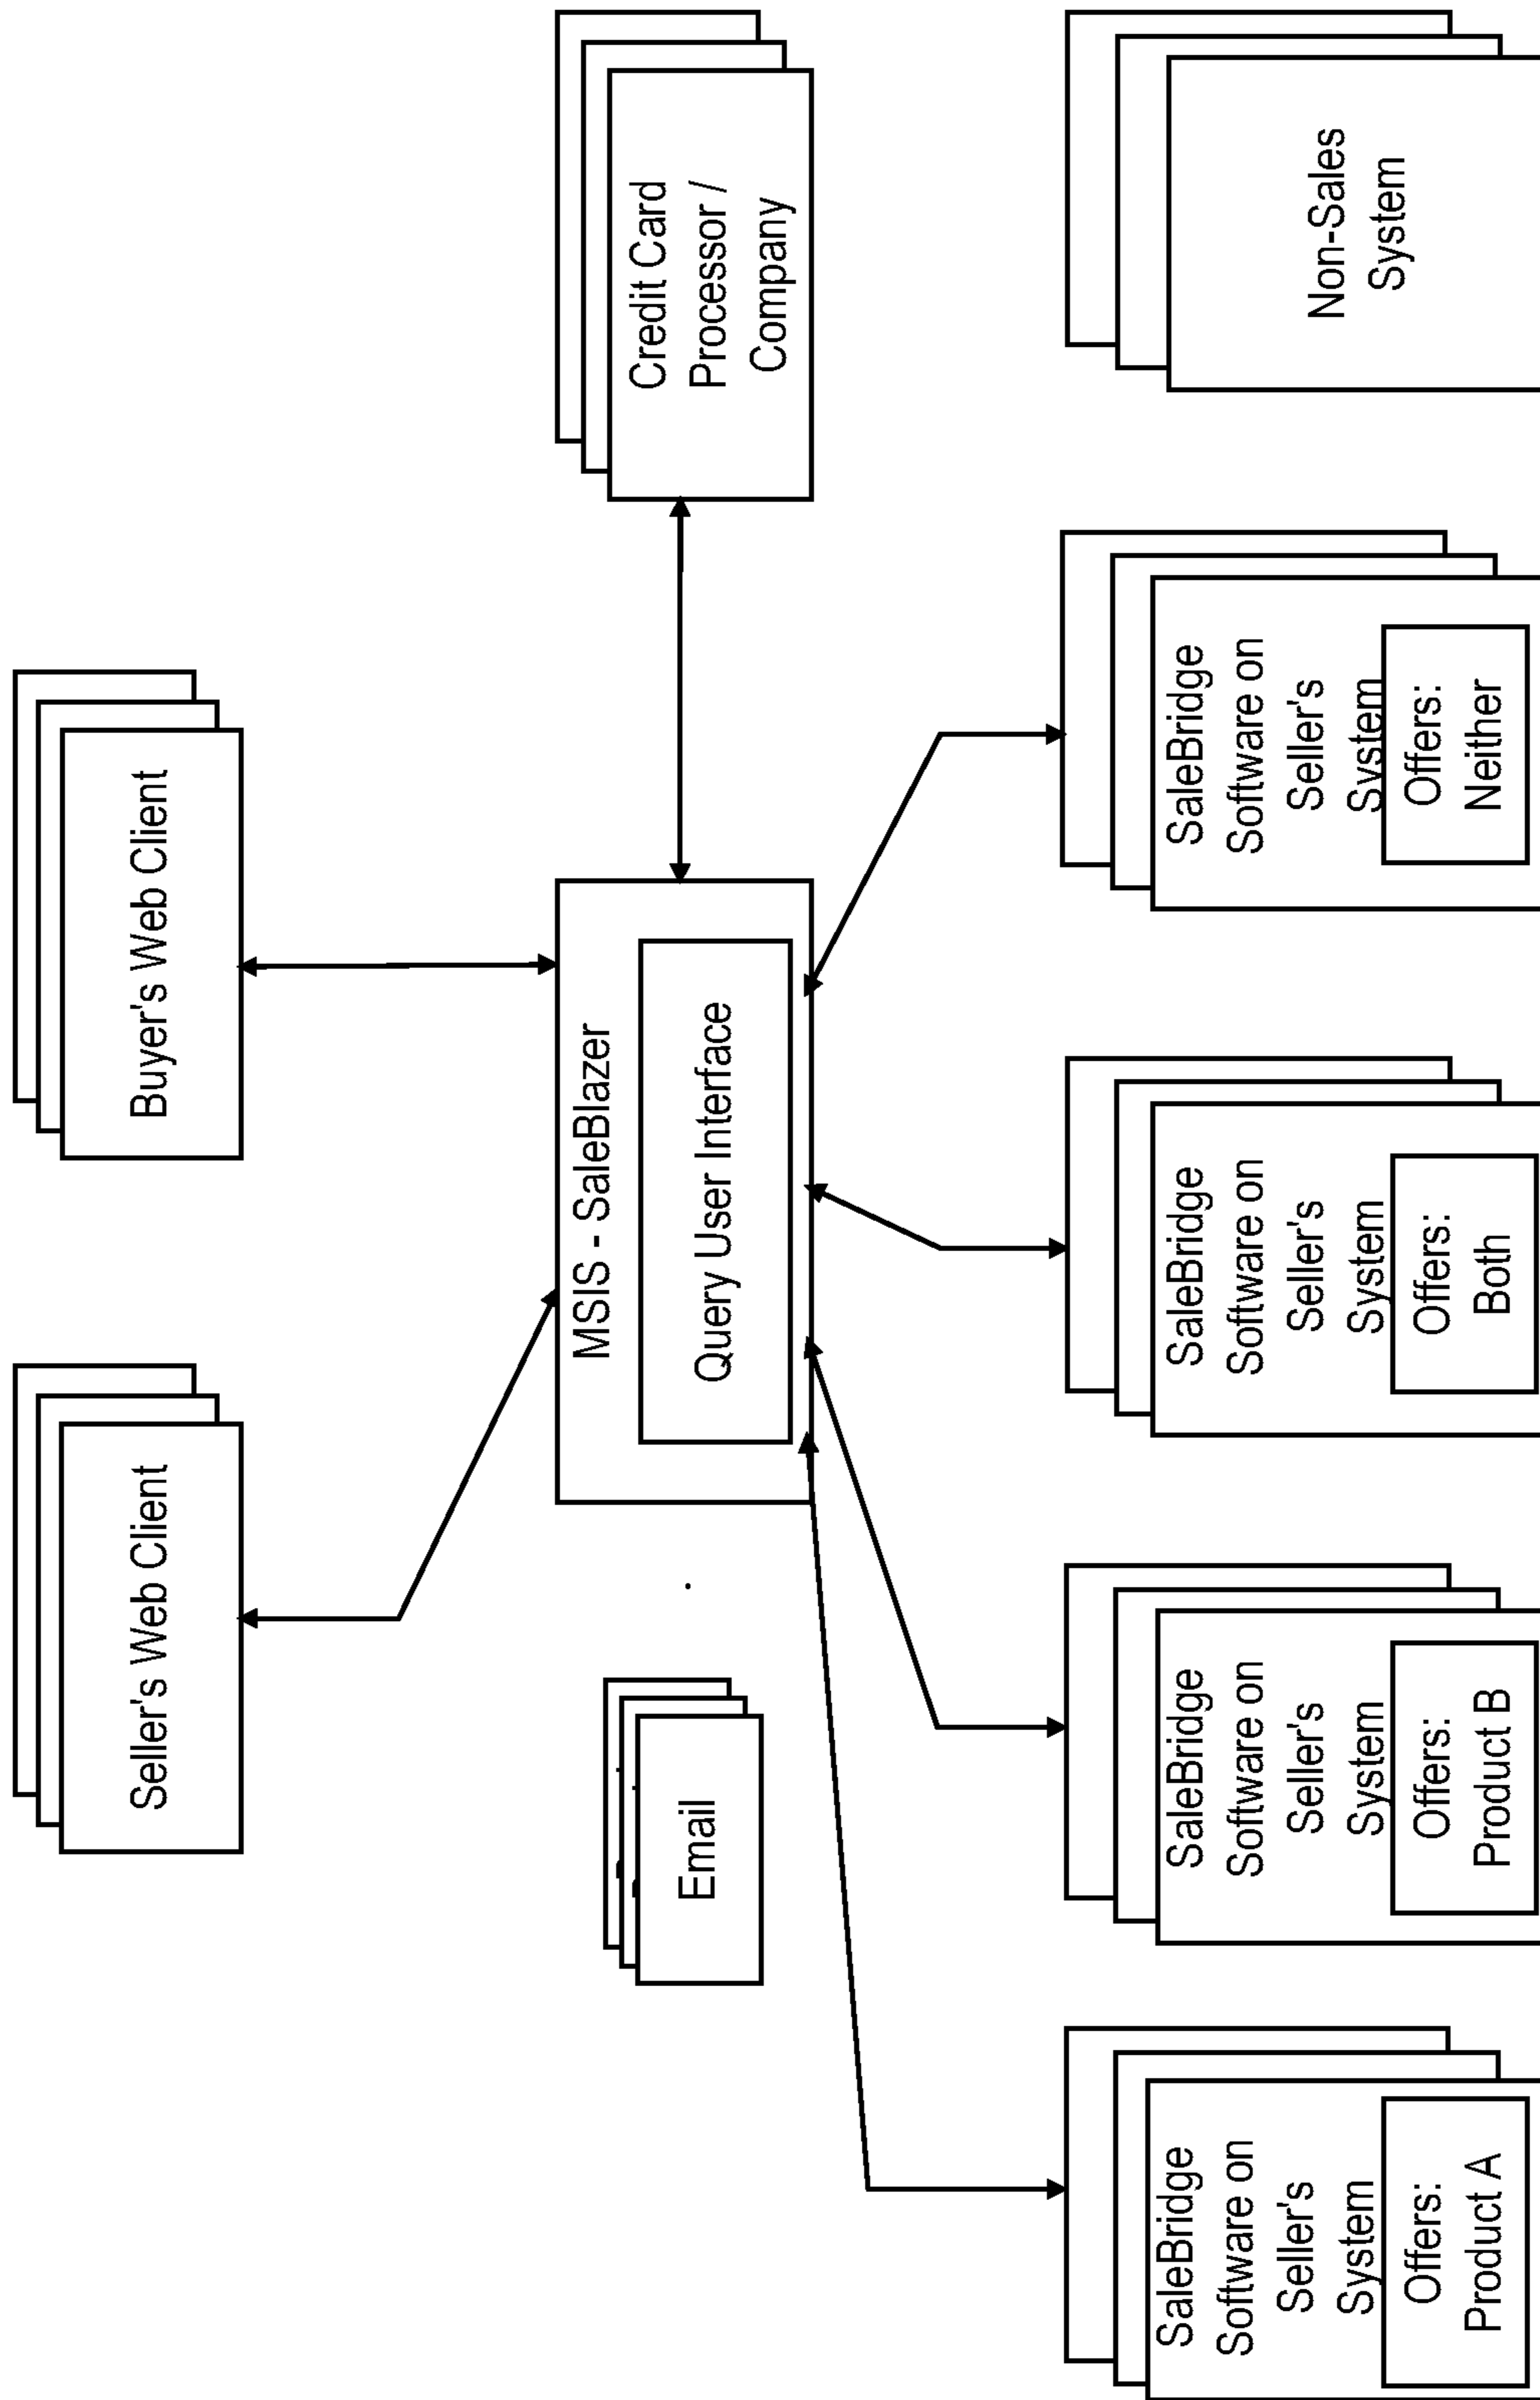 Seller's Web Client
Buyer's Web Client
MSIS - SaleBlazer
Query User Interface
Email
Credit Card
Processor /
Company
SaleBridge
Software on
Seller's
System
Offers:
Product A
SaleBridge
Software on
Seller's
System
Offers:
Product B
SaleBridge
Software on
Seller's
System
Offers:
Both
SaleBridge
Software on
Seller's
System
Offers:
Neither
Non-Sales
System